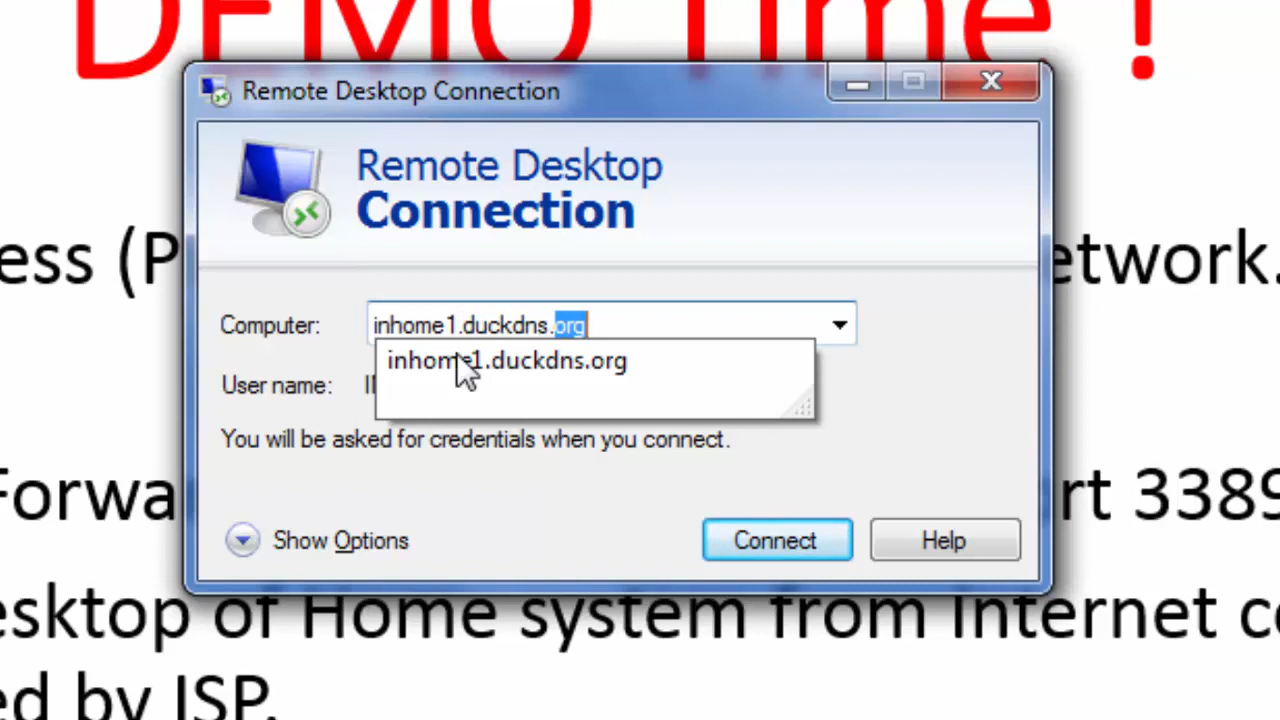 DEMO Time !
Remote Desktop Connection
Remote Desktop
Connection
ess (P
etwork.
Computer: inhome1.duckdns.org
inhome1.duckdns.org
User name:
You will be asked for credentials when you connect.
Forwa
rt 3389
Show Options Connect Help
esktop of Home system from Internet co
ed by ISP.